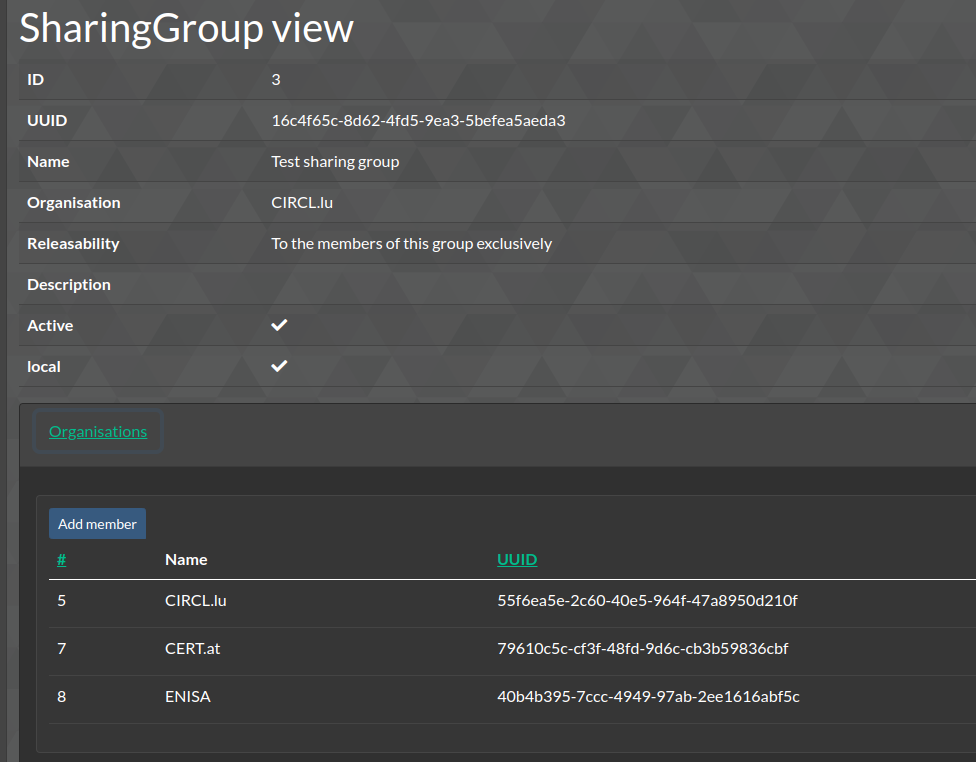 SharingGroup view
ID 3
UUID 16c4f65c-8d62-4fd5-9ea3-5befea5aeda3
Name Test sharing group
Organisation CIRCL.lu
Releasability To the members of this group exclusively
Description
Active
local
Organisations
Add member
# Name UUID
5 CIRCL.lu 55f6ea5e-2c60-40e5-964f-47a8950d210f
7 CERT.at 79610c5c-cf3f-48fd-9d6c-cb3b59836cbf
8 ENISA 40b4b395-7ccc-4949-97ab-2ee1616abf5c